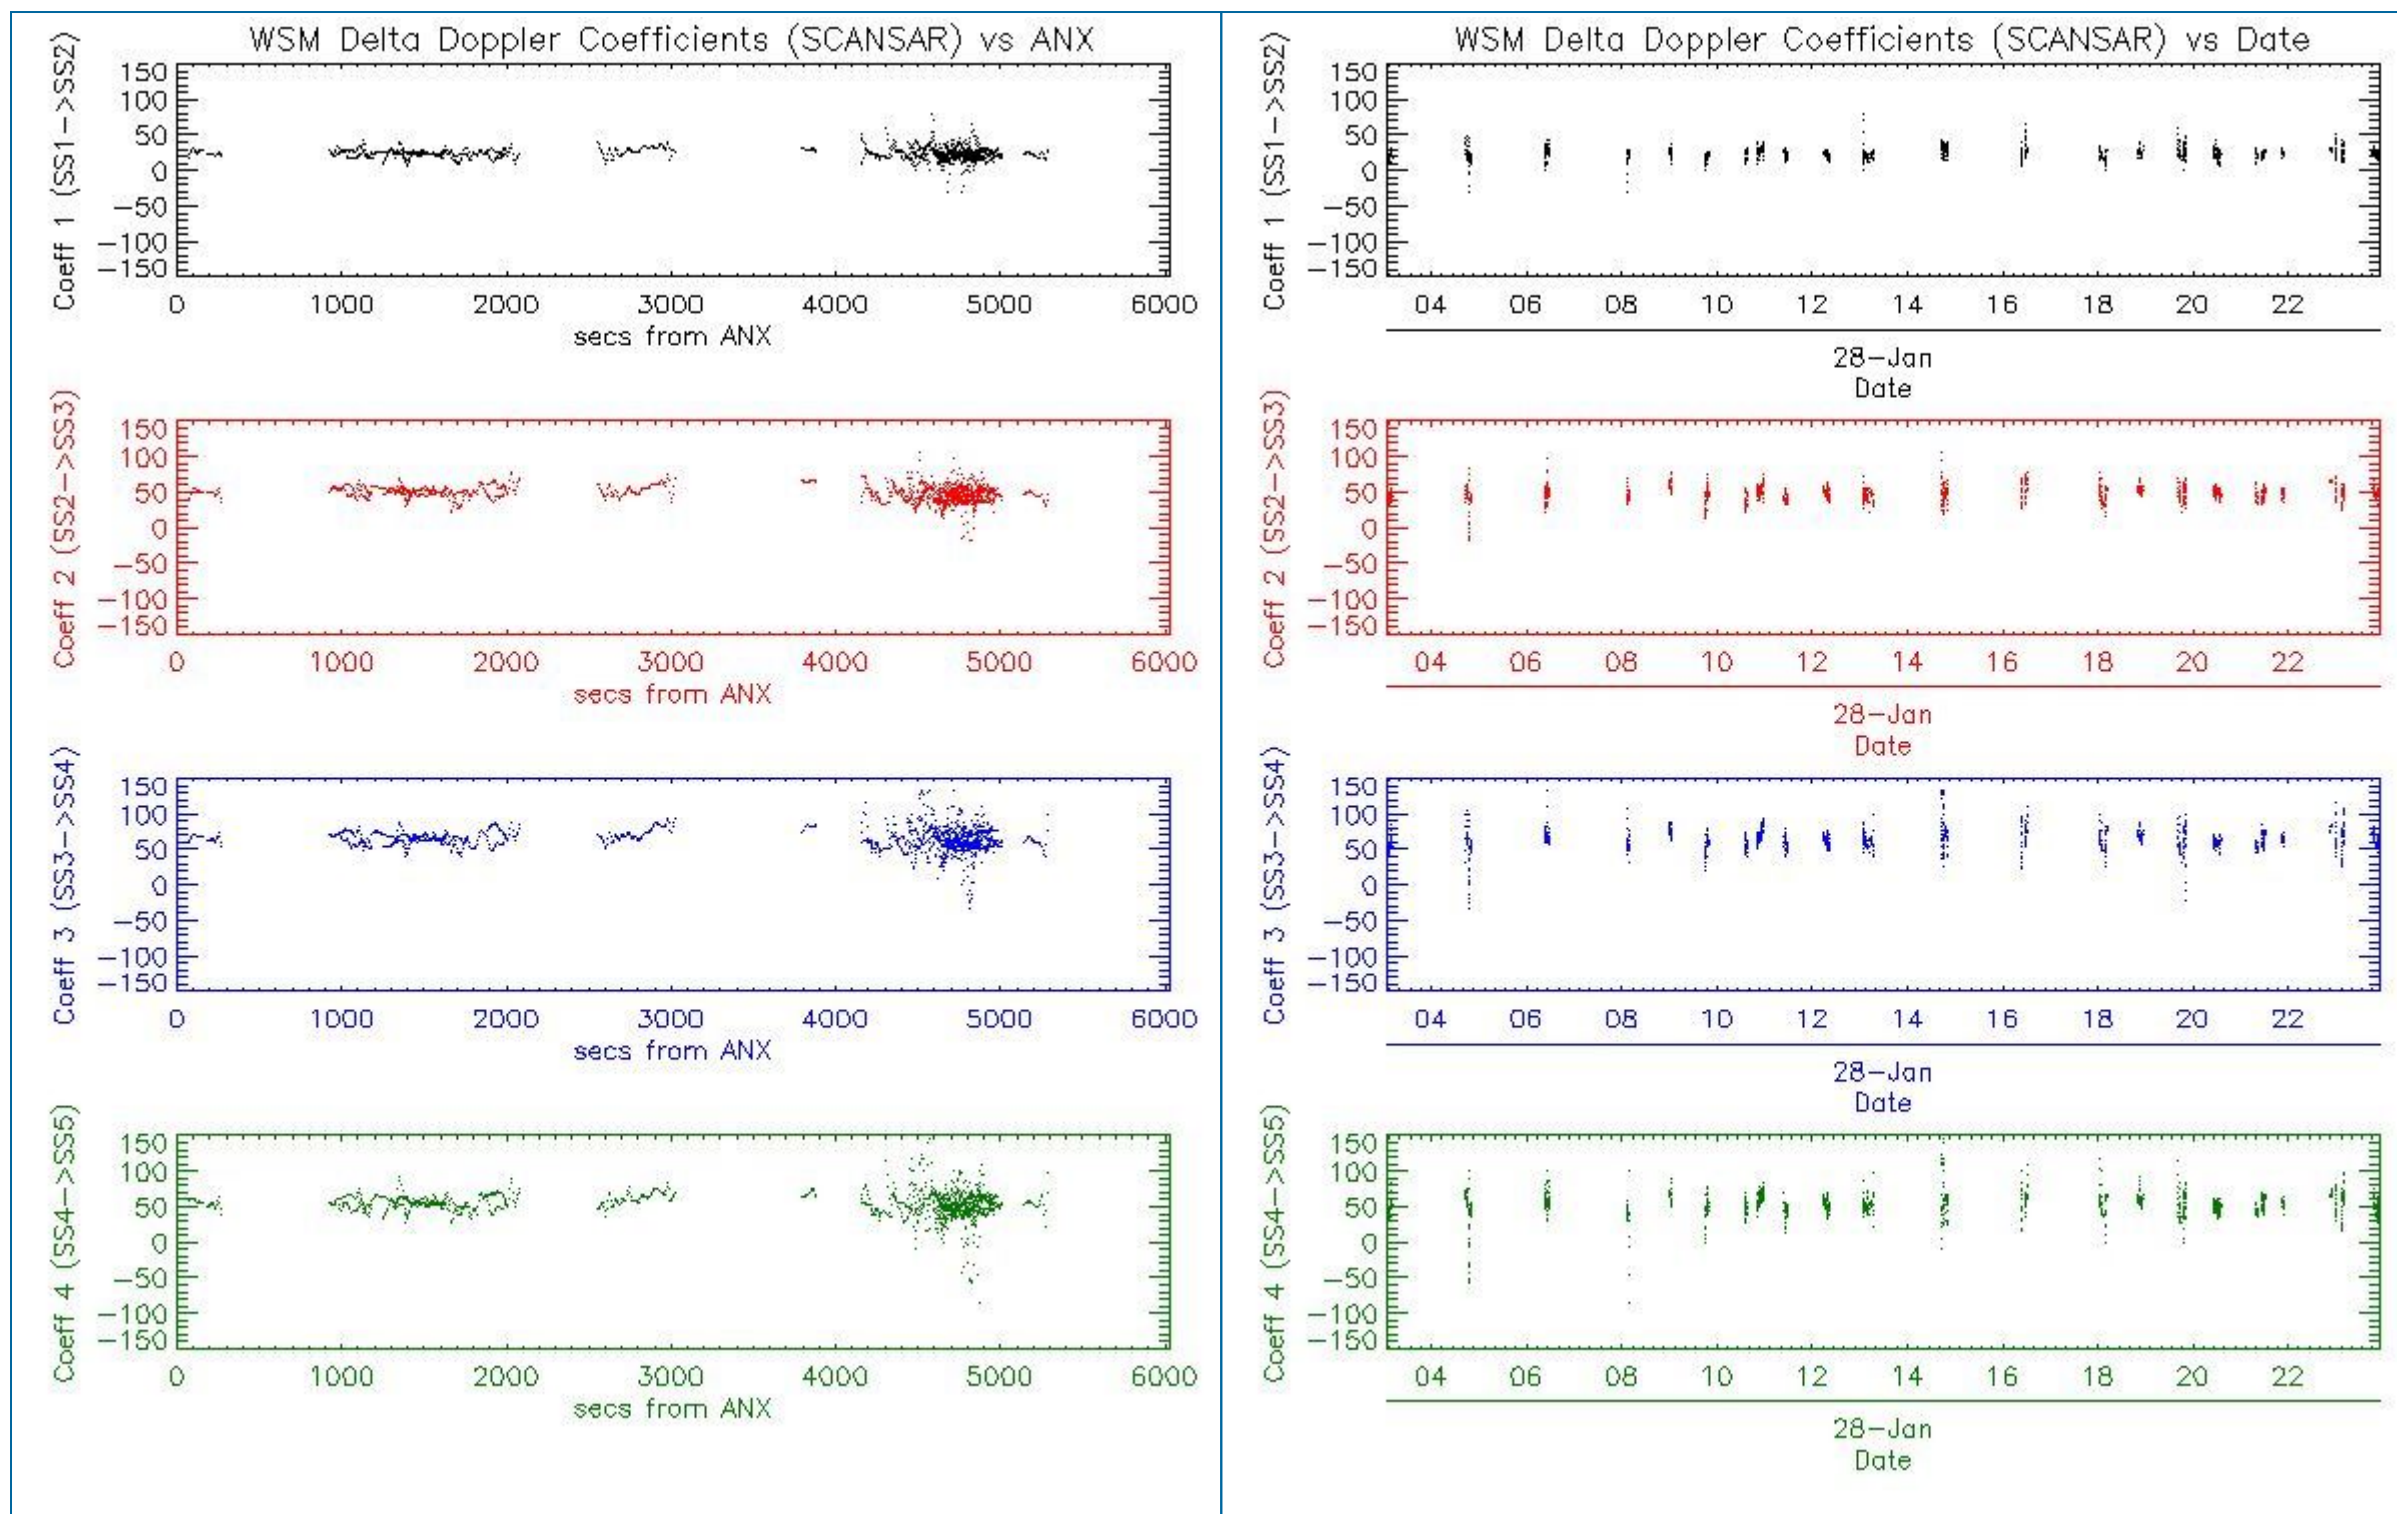 WSM Delta Doppler Coefficients (SCANSAR) vs ANX
Coeff 1 (SS1->SS2)
150
100
50
0
-50
-100
-150
0 1000 2000 3000 4000 5000 6000
secs from ANX
Coeff 2 (SS2->SS3)
150
100
50
0
-50
-100
-150
0 1000 2000 3000 4000 5000 6000
secs from ANX
Coeff 3 (SS3->SS4)
150
100
50
0
-50
-100
-150
0 1000 2000 3000 4000 5000 6000
secs from ANX
Coeff 4 (SS4->SS5)
150
100
50
0
-50
-100
-150
0 1000 2000 3000 4000 5000 6000
secs from ANX
WSM Delta Doppler Coefficients (SCANSAR) vs Date
Coeff 1 (SS1->SS2)
150
100
50
0
-50
-100
-150
04 06 08 10 12 14 16 18 20 22
28-Jan
Date
Coeff 2 (SS2->SS3)
150
100
50
0
-50
-100
-150
04 06 08 10 12 14 16 18 20 22
28-Jan
Date
Coeff 3 (SS3->SS4)
150
100
50
0
-50
-100
-150
04 06 08 10 12 14 16 18 20 22
28-Jan
Date
Coeff 4 (SS4->SS5)
150
100
50
0
-50
-100
-150
04 06 08 10 12 14 16 18 20 22
28-Jan
Date